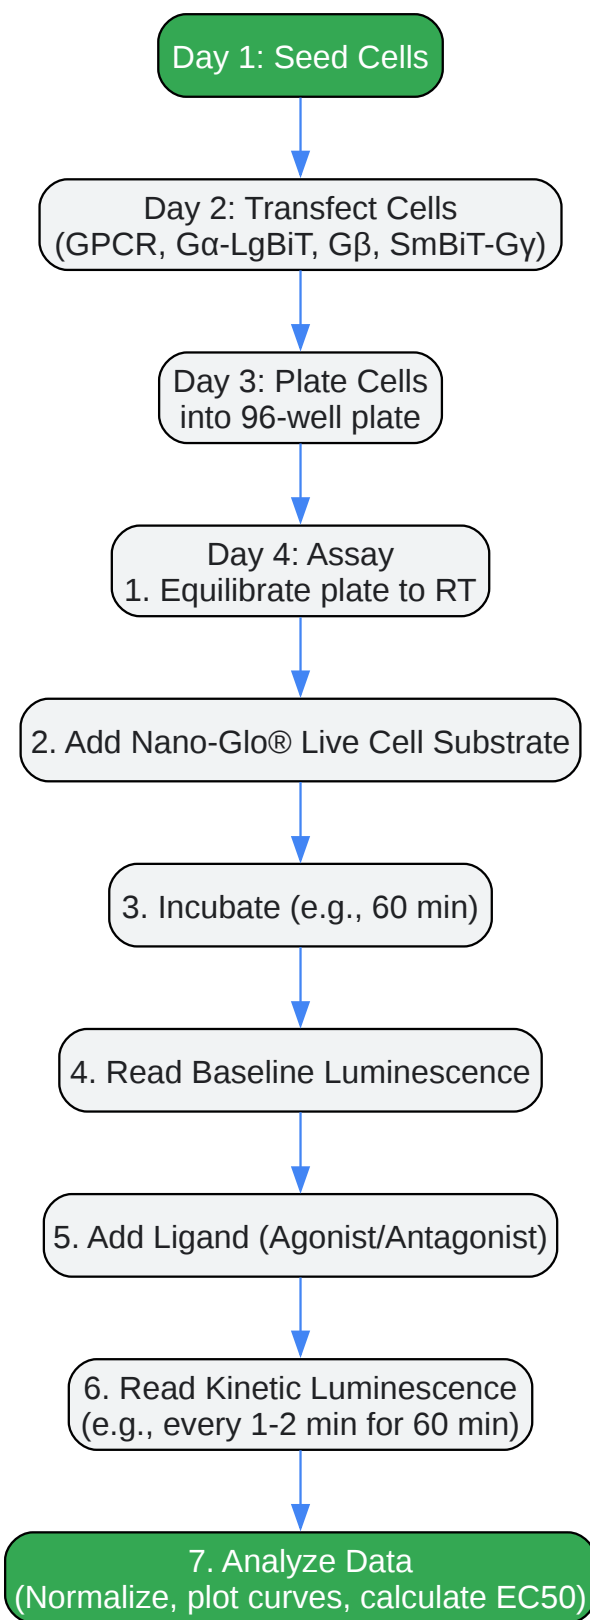 Day 1: Seed Cells
Day 2: Transfect Cells
(GPCR, Gα-LgBiT, Gβ, SmBiT-Gγ)
Day 3: Plate Cells
into 96-well plate
Day 4: Assay
1. Equilibrate plate to RT
2. Add Nano-Glo® Live Cell Substrate
3. Incubate (e.g., 60 min)
4. Read Baseline Luminescence
5. Add Ligand (Agonist/Antagonist)
6. Read Kinetic Luminescence
(e.g., every 1-2 min for 60 min)
7. Analyze Data
(Normalize, plot curves, calculate EC50)